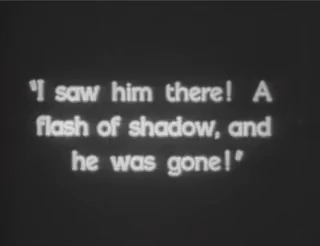 "I saw him there! A
flash of shadow, and
he was gone!"